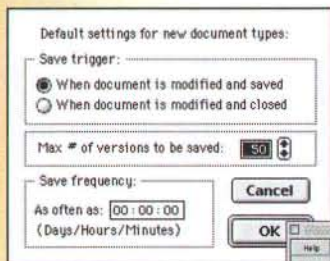 Default settings for new document types:
Save trigger:
When document is modified and saved
When document is modified and closed
Max # of versions to be saved: 50
Save frequency:
As often as: 00:00:00
(Days/Hours/Minutes)
Cancel
OK
Help